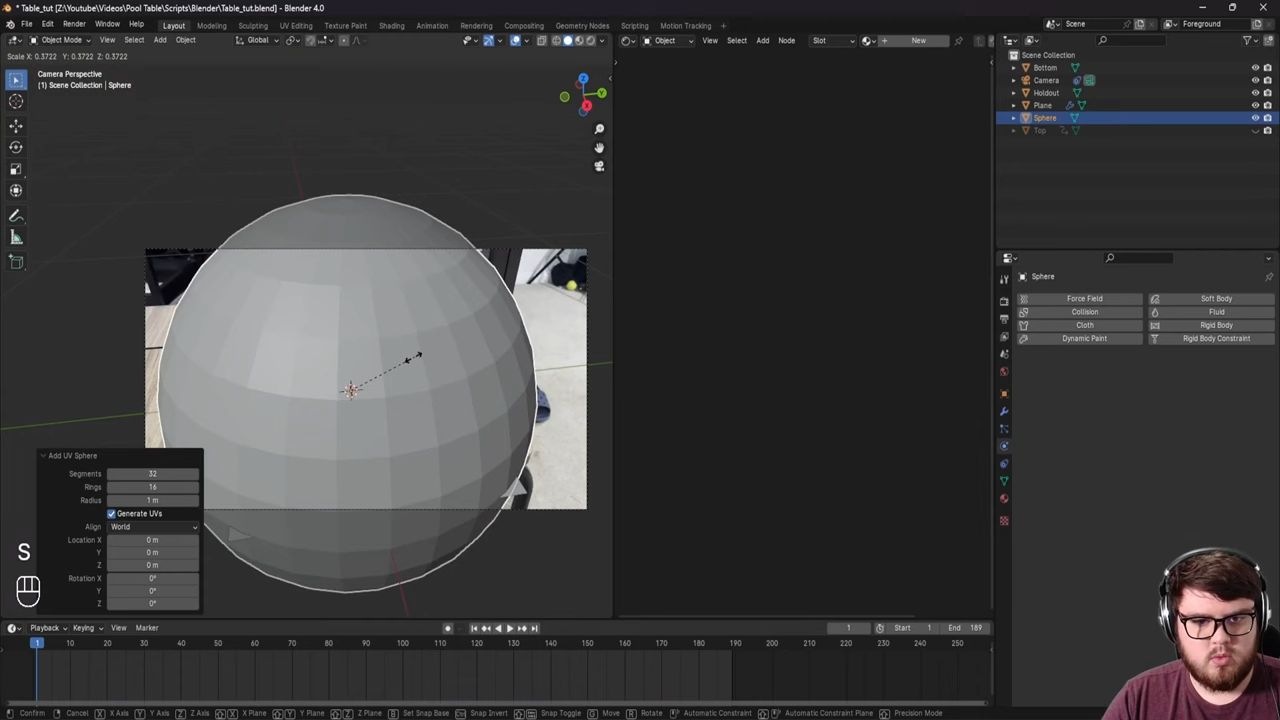 * Table_tut [Z:\Youtube\Videos\Pool Table\Scripts\Blender\Table_tut.blend] - Blender 4.0
File Edit Render Window Help Layout Modeling Sculpting UV Editing Texture Paint Shading Animation Rendering Compositing Geometry Nodes Scripting Motion Tracking + Scene Foreground
Object Mode View Select Add Object Global Object View Select Add Node Slot New
Scale X: 0.3722 Y: 0.3722 Z: 0.3722
Camera Perspective
(1) Scene Collection | Sphere
Z
Y
X
Scene Collection
Bottom
Camera
Holdout
Plane
Sphere
Top
Sphere
Force Field Soft Body
Collision Fluid
Cloth Rigid Body
Dynamic Paint Rigid Body Constraint
Add UV Sphere
Segments 32
Rings 16
Radius 1 m
Generate UVs
Align World
Location X 0 m
Y 0 m
Z 0 m
Rotation X 0°
Y 0°
Z 0°
S
Playback Keying View Marker 1 Start 1 End 189
1 10 20 30 40 50 60 70 80 90 100 110 120 130 140 150 160 170 180 190 200 210 220 230 240 250
Confirm Cancel X X Axis Y Y Axis Z Z Axis X X Plane Y Y Plane Z Z Plane B Set Snap Base Snap Invert Snap Toggle G Move R Rotate Automatic Constraint Automatic Constraint Plane Precision Mode